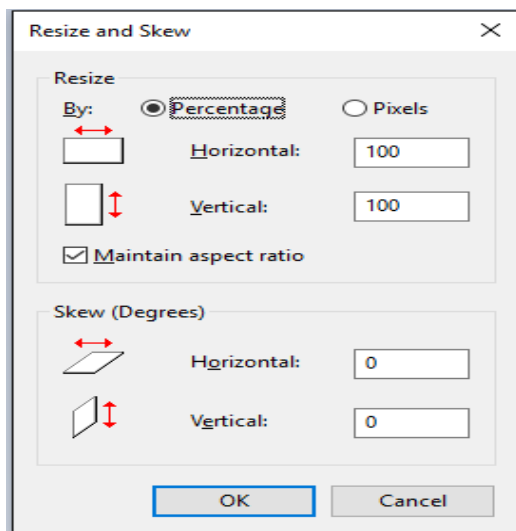 Resize and Skew
Resize
By: Percentage Pixels
Horizontal: 100
Vertical: 100
Maintain aspect ratio
Skew (Degrees)
Horizontal: 0
Vertical: 0
OK Cancel